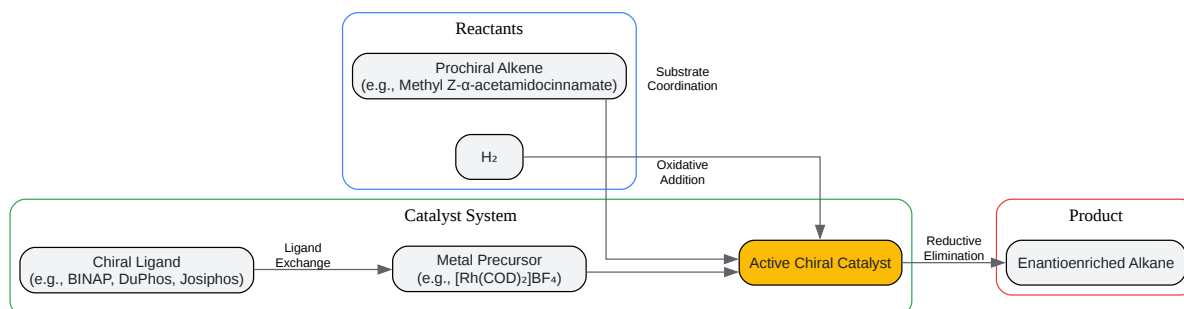 Reactants
Prochiral Alkene
(e.g., Methyl Z-α-acetamidocinnamate)
Substrate
Coordination
H₂
Oxidative
Addition
Catalyst System
Chiral Ligand
(e.g., BINAP, DuPhos, Josiphos)
Ligand
Exchange
Metal Precursor
(e.g., [Rh(COD)₂]BF₄)
Active Chiral Catalyst
Reductive
Elimination
Product
Enantioenriched Alkane